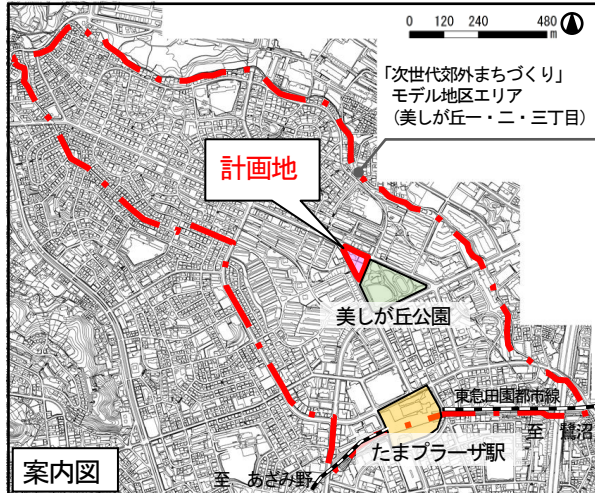 0 120 240 480
m
「次世代郊外まちづくり」
モデル地区エリア
（美しが丘一・二・三丁目）
計画地
美しが丘公園
東急田園都市線
至 鷺沼
たまプラーザ駅
至 あざみ野
案内図